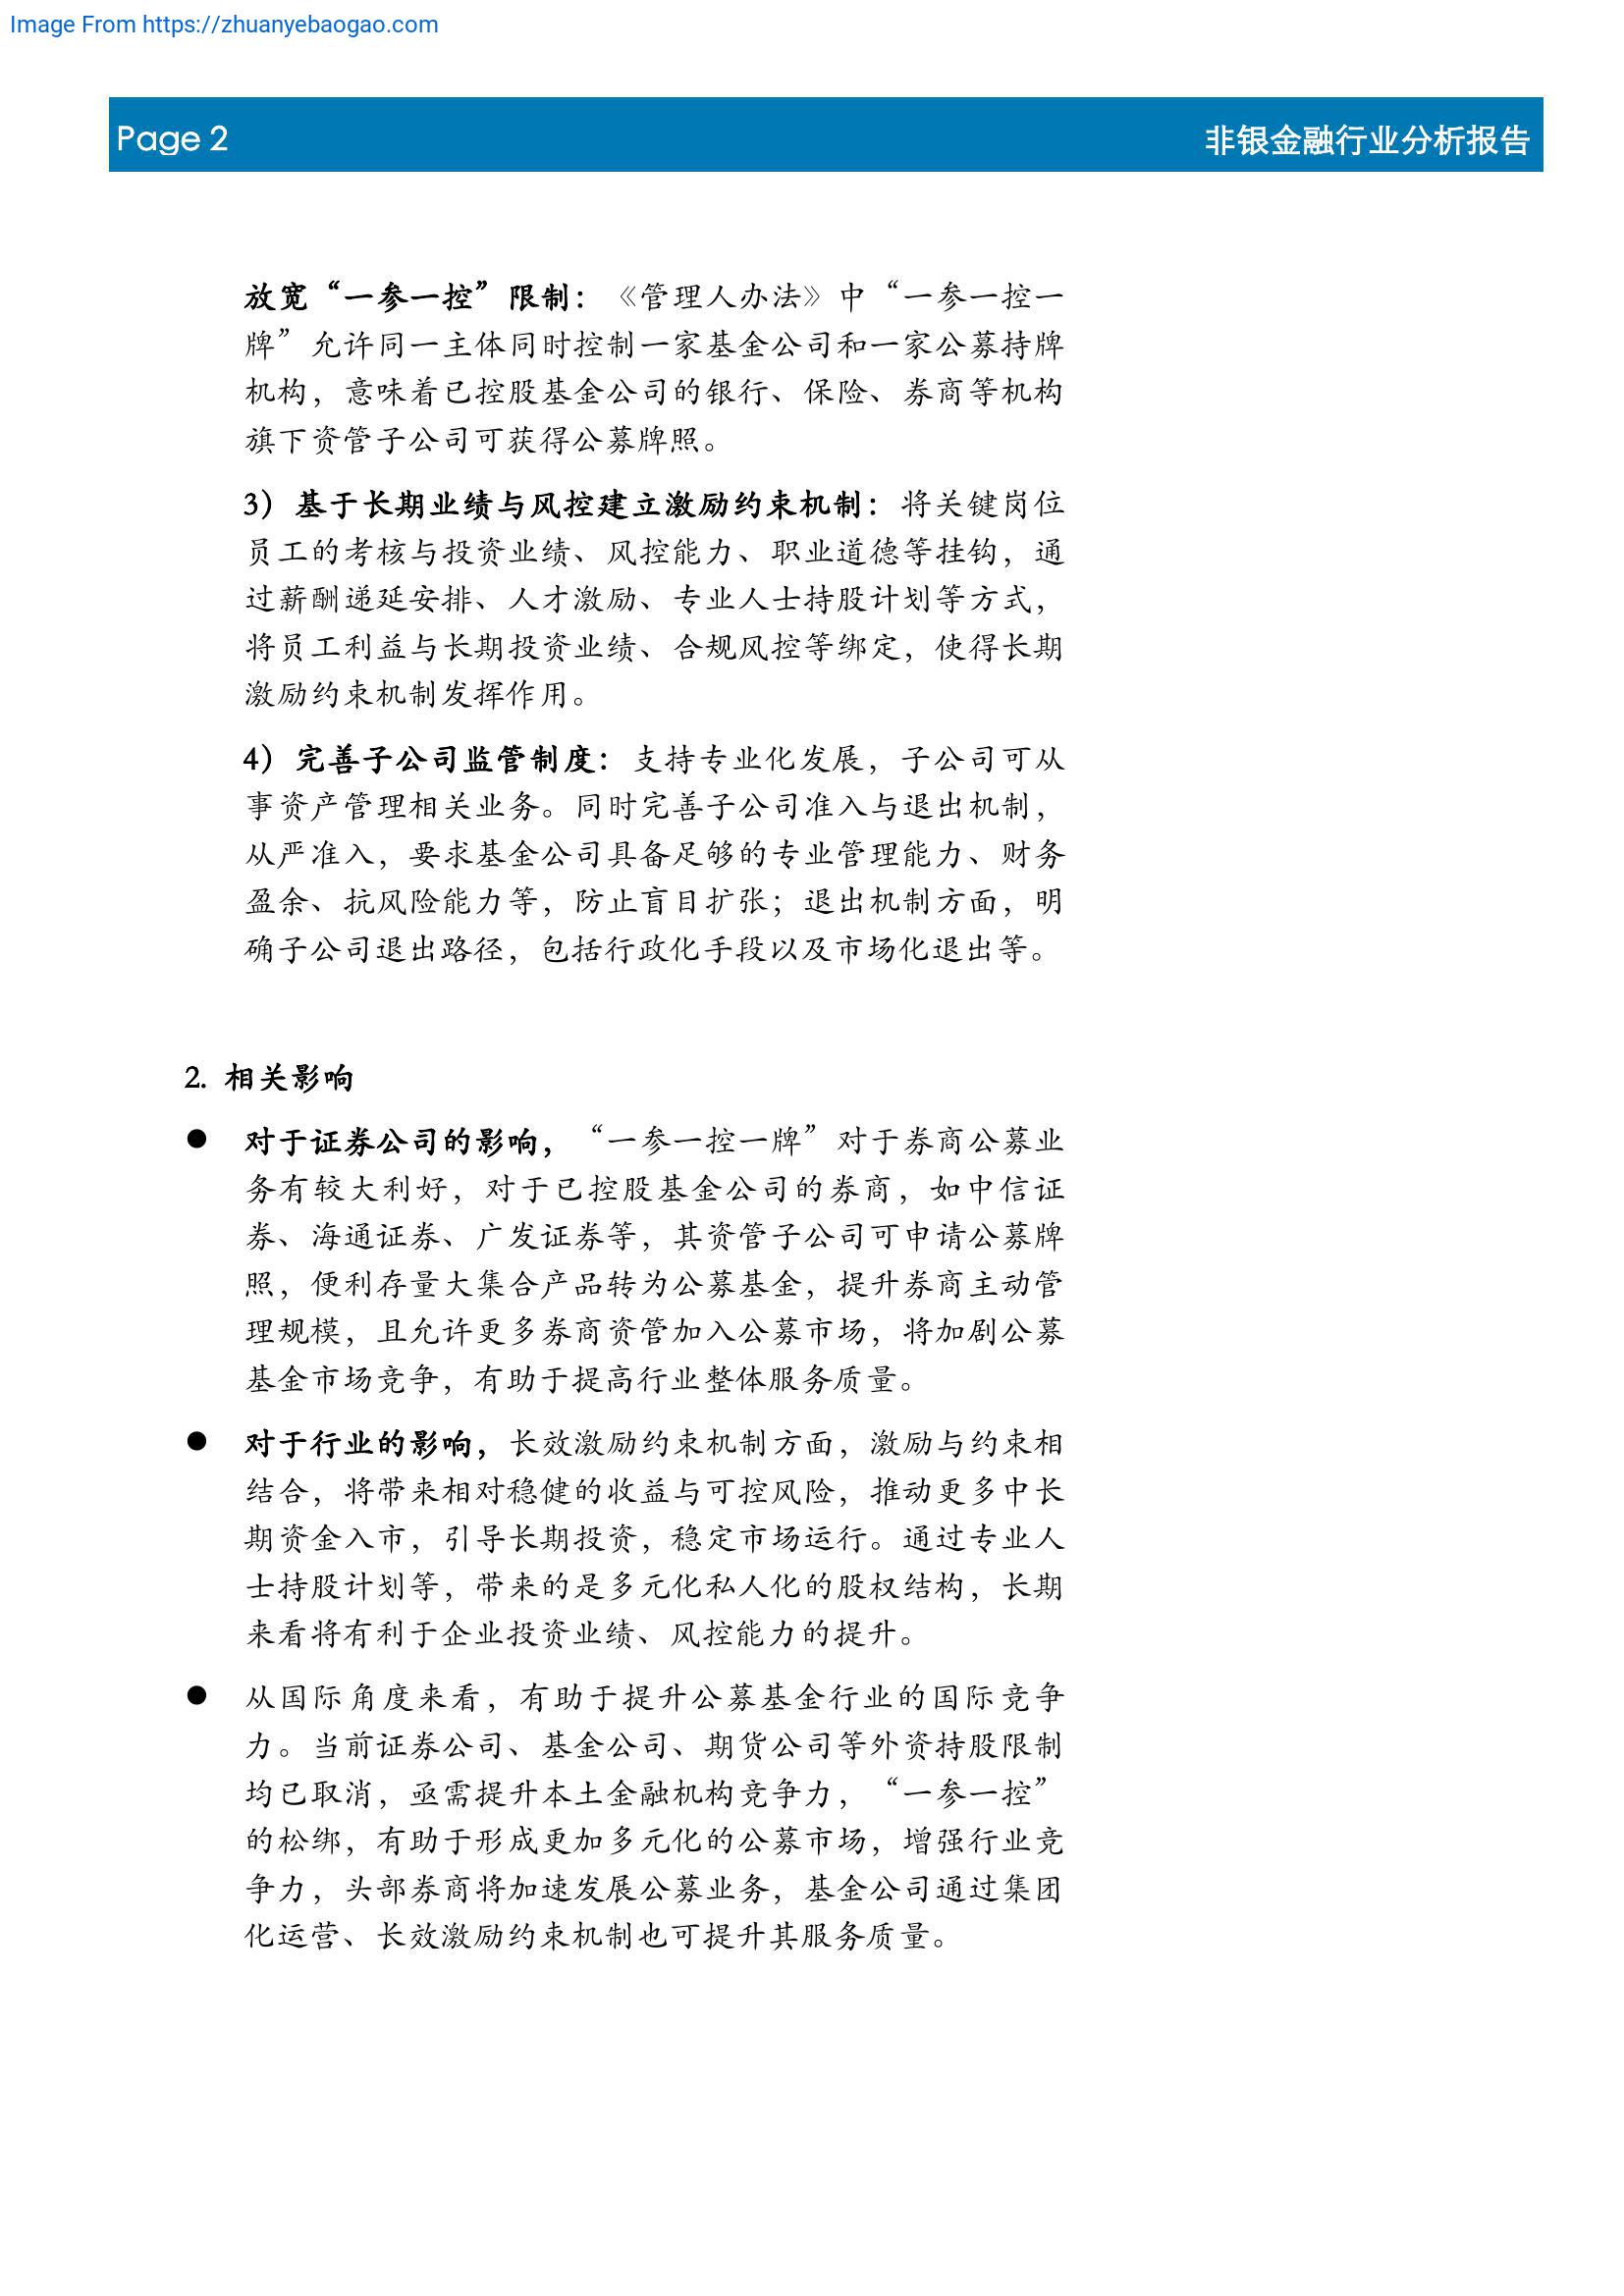 Image From https://zhuanyebaogao.com
Page 2
非银金融行业分析报告
放宽“一参一控”限制：《管理人办法》中“一参一控一
牌”允许同一主体同时控制一家基金公司和一家公募持牌
机构，意味着已控股基金公司的银行、保险、券商等机构
旗下资管子公司可获得公募牌照。
3）基于长期业绩与风控建立激励约束机制：将关键岗位
员工的考核与投资业绩、风控能力、职业道德等挂钩，通
过薪酬递延安排、人才激励、专业人士持股计划等方式，
将员工利益与长期投资业绩、合规风控等绑定，使得长期
激励约束机制发挥作用。
4）完善子公司监管制度：支持专业化发展，子公司可从
事资产管理相关业务。同时完善子公司准入与退出机制，
从严准入，要求基金公司具备足够的专业管理能力、财务
盈余、抗风险能力等，防止盲目扩张；退出机制方面，明
确子公司退出路径，包括行政化手段以及市场化退出等。
2. 相关影响
● 对于证券公司的影响，“一参一控一牌”对于券商公募业
务有较大利好，对于已控股基金公司的券商，如中信证
券、海通证券、广发证券等，其资管子公司可申请公募牌
照，便利存量大集合产品转为公募基金，提升券商主动管
理规模，且允许更多券商资管加入公募市场，将加剧公募
基金市场竞争，有助于提高行业整体服务质量。
● 对于行业的影响，长效激励约束机制方面，激励与约束相
结合，将带来相对稳健的收益与可控风险，推动更多中长
期资金入市，引导长期投资，稳定市场运行。通过专业人
士持股计划等，带来的是多元化私人化的股权结构，长期
来看将有利于企业投资业绩、风控能力的提升。
● 从国际角度来看，有助于提升公募基金行业的国际竞争
力。当前证券公司、基金公司、期货公司等外资持股限制
均已取消，亟需提升本土金融机构竞争力，“一参一控”
的松绑，有助于形成更加多元化的公募市场，增强行业竞
争力，头部券商将加速发展公募业务，基金公司通过集团
化运营、长效激励约束机制也可提升其服务质量。